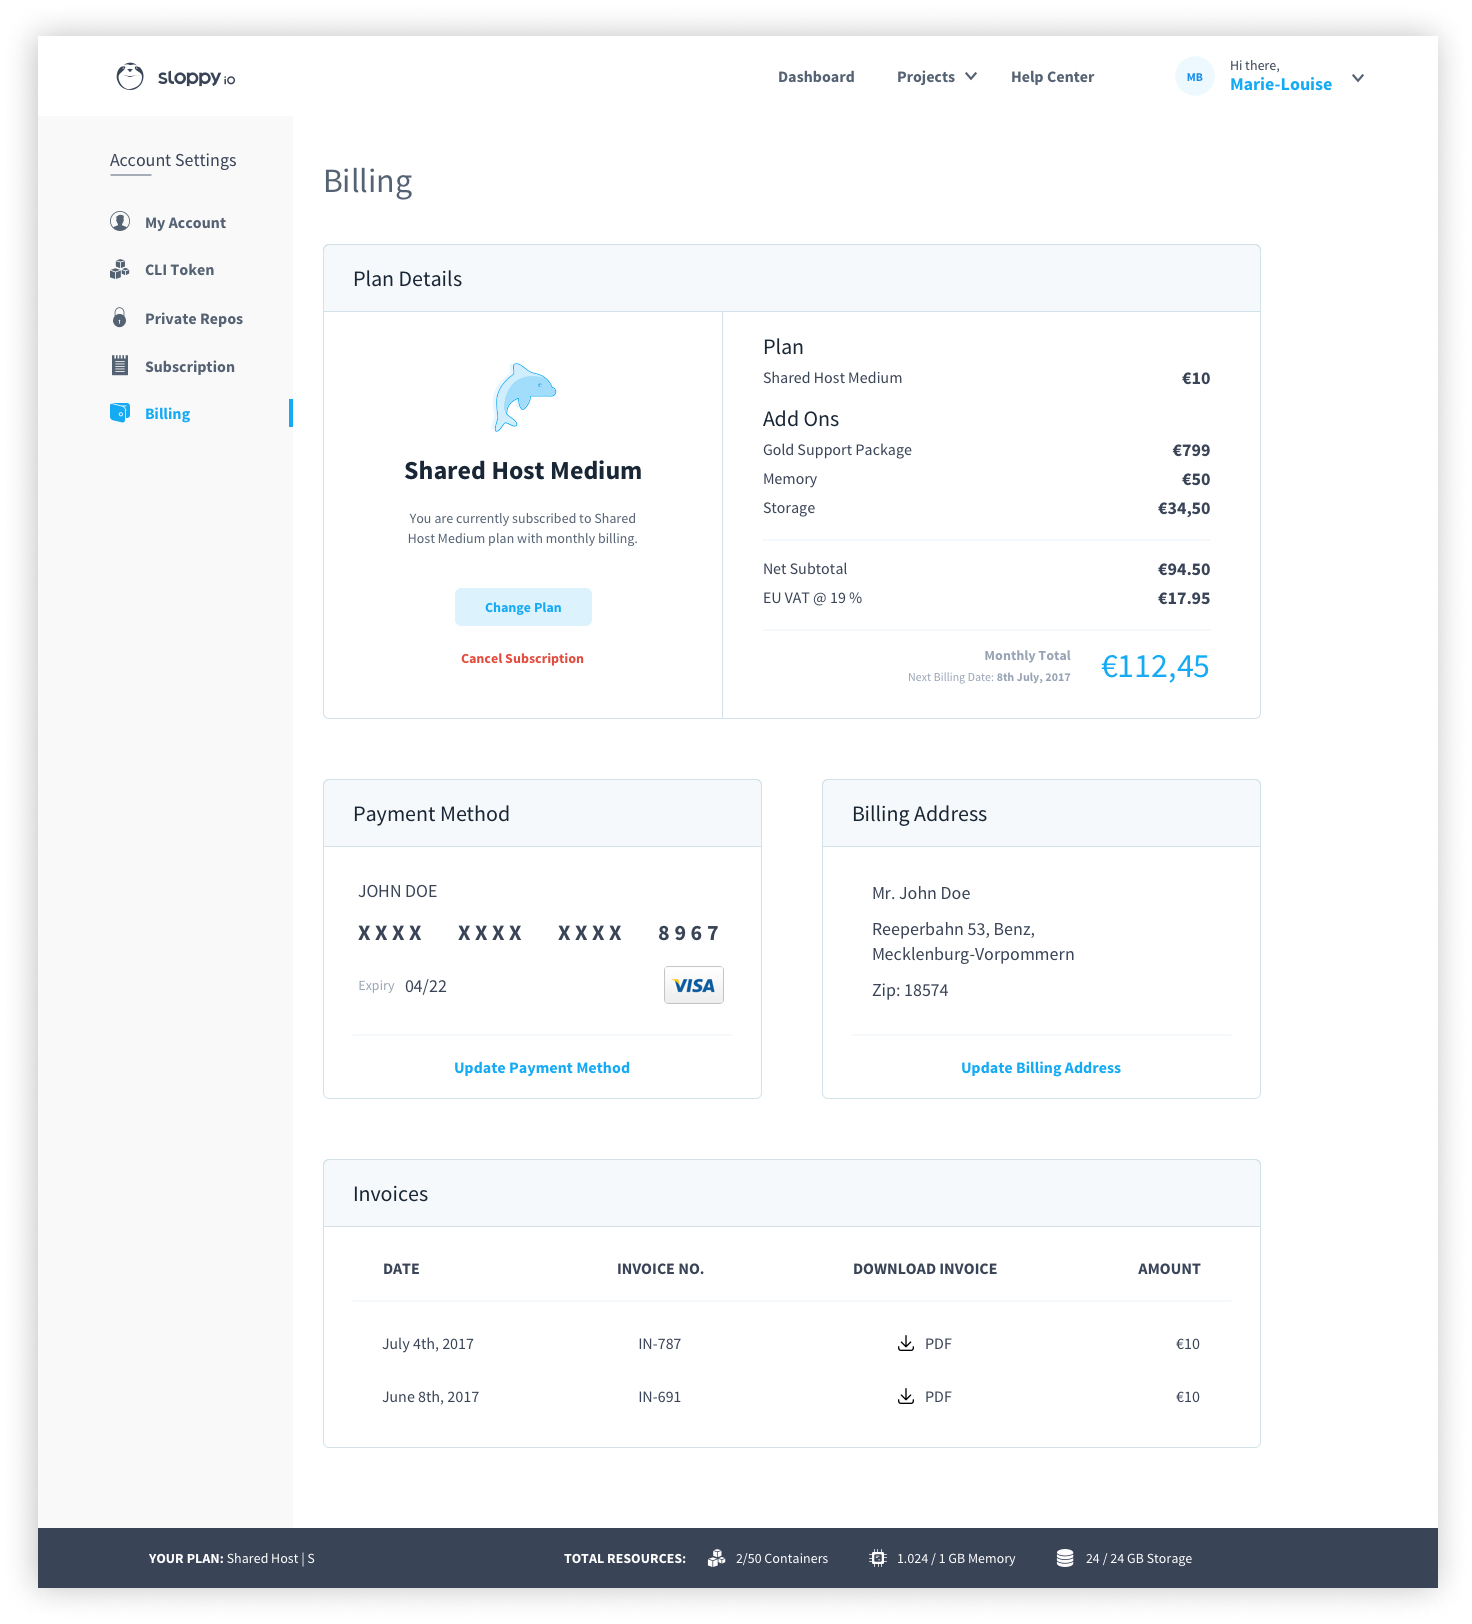 sloppy io
Dashboard
Projects
Help Center
MB
Hi there,
Marie-Louise
Account Settings
My Account
CLI Token
Private Repos
Subscription
Billing
Billing
Plan Details
Shared Host Medium
You are currently subscribed to Shared
Host Medium plan with monthly billing.
Change Plan
Cancel Subscription
Plan
Shared Host Medium €10
Add Ons
Gold Support Package €799
Memory €50
Storage €34,50
Net Subtotal €94.50
EU VAT @ 19 % €17.95
Monthly Total
Next Billing Date: 8th July, 2017
€112,45
Payment Method
JOHN DOE
XXXX XXXX XXXX 8967
Expiry 04/22
VISA
Update Payment Method
Billing Address
Mr. John Doe
Reeperbahn 53, Benz,
Mecklenburg-Vorpommern
Zip: 18574
Update Billing Address
Invoices
DATE INVOICE NO. DOWNLOAD INVOICE AMOUNT
July 4th, 2017 IN-787 PDF €10
June 8th, 2017 IN-691 PDF €10
YOUR PLAN: Shared Host | S
TOTAL RESOURCES: 2/50 Containers 1.024 / 1 GB Memory 24 / 24 GB Storage